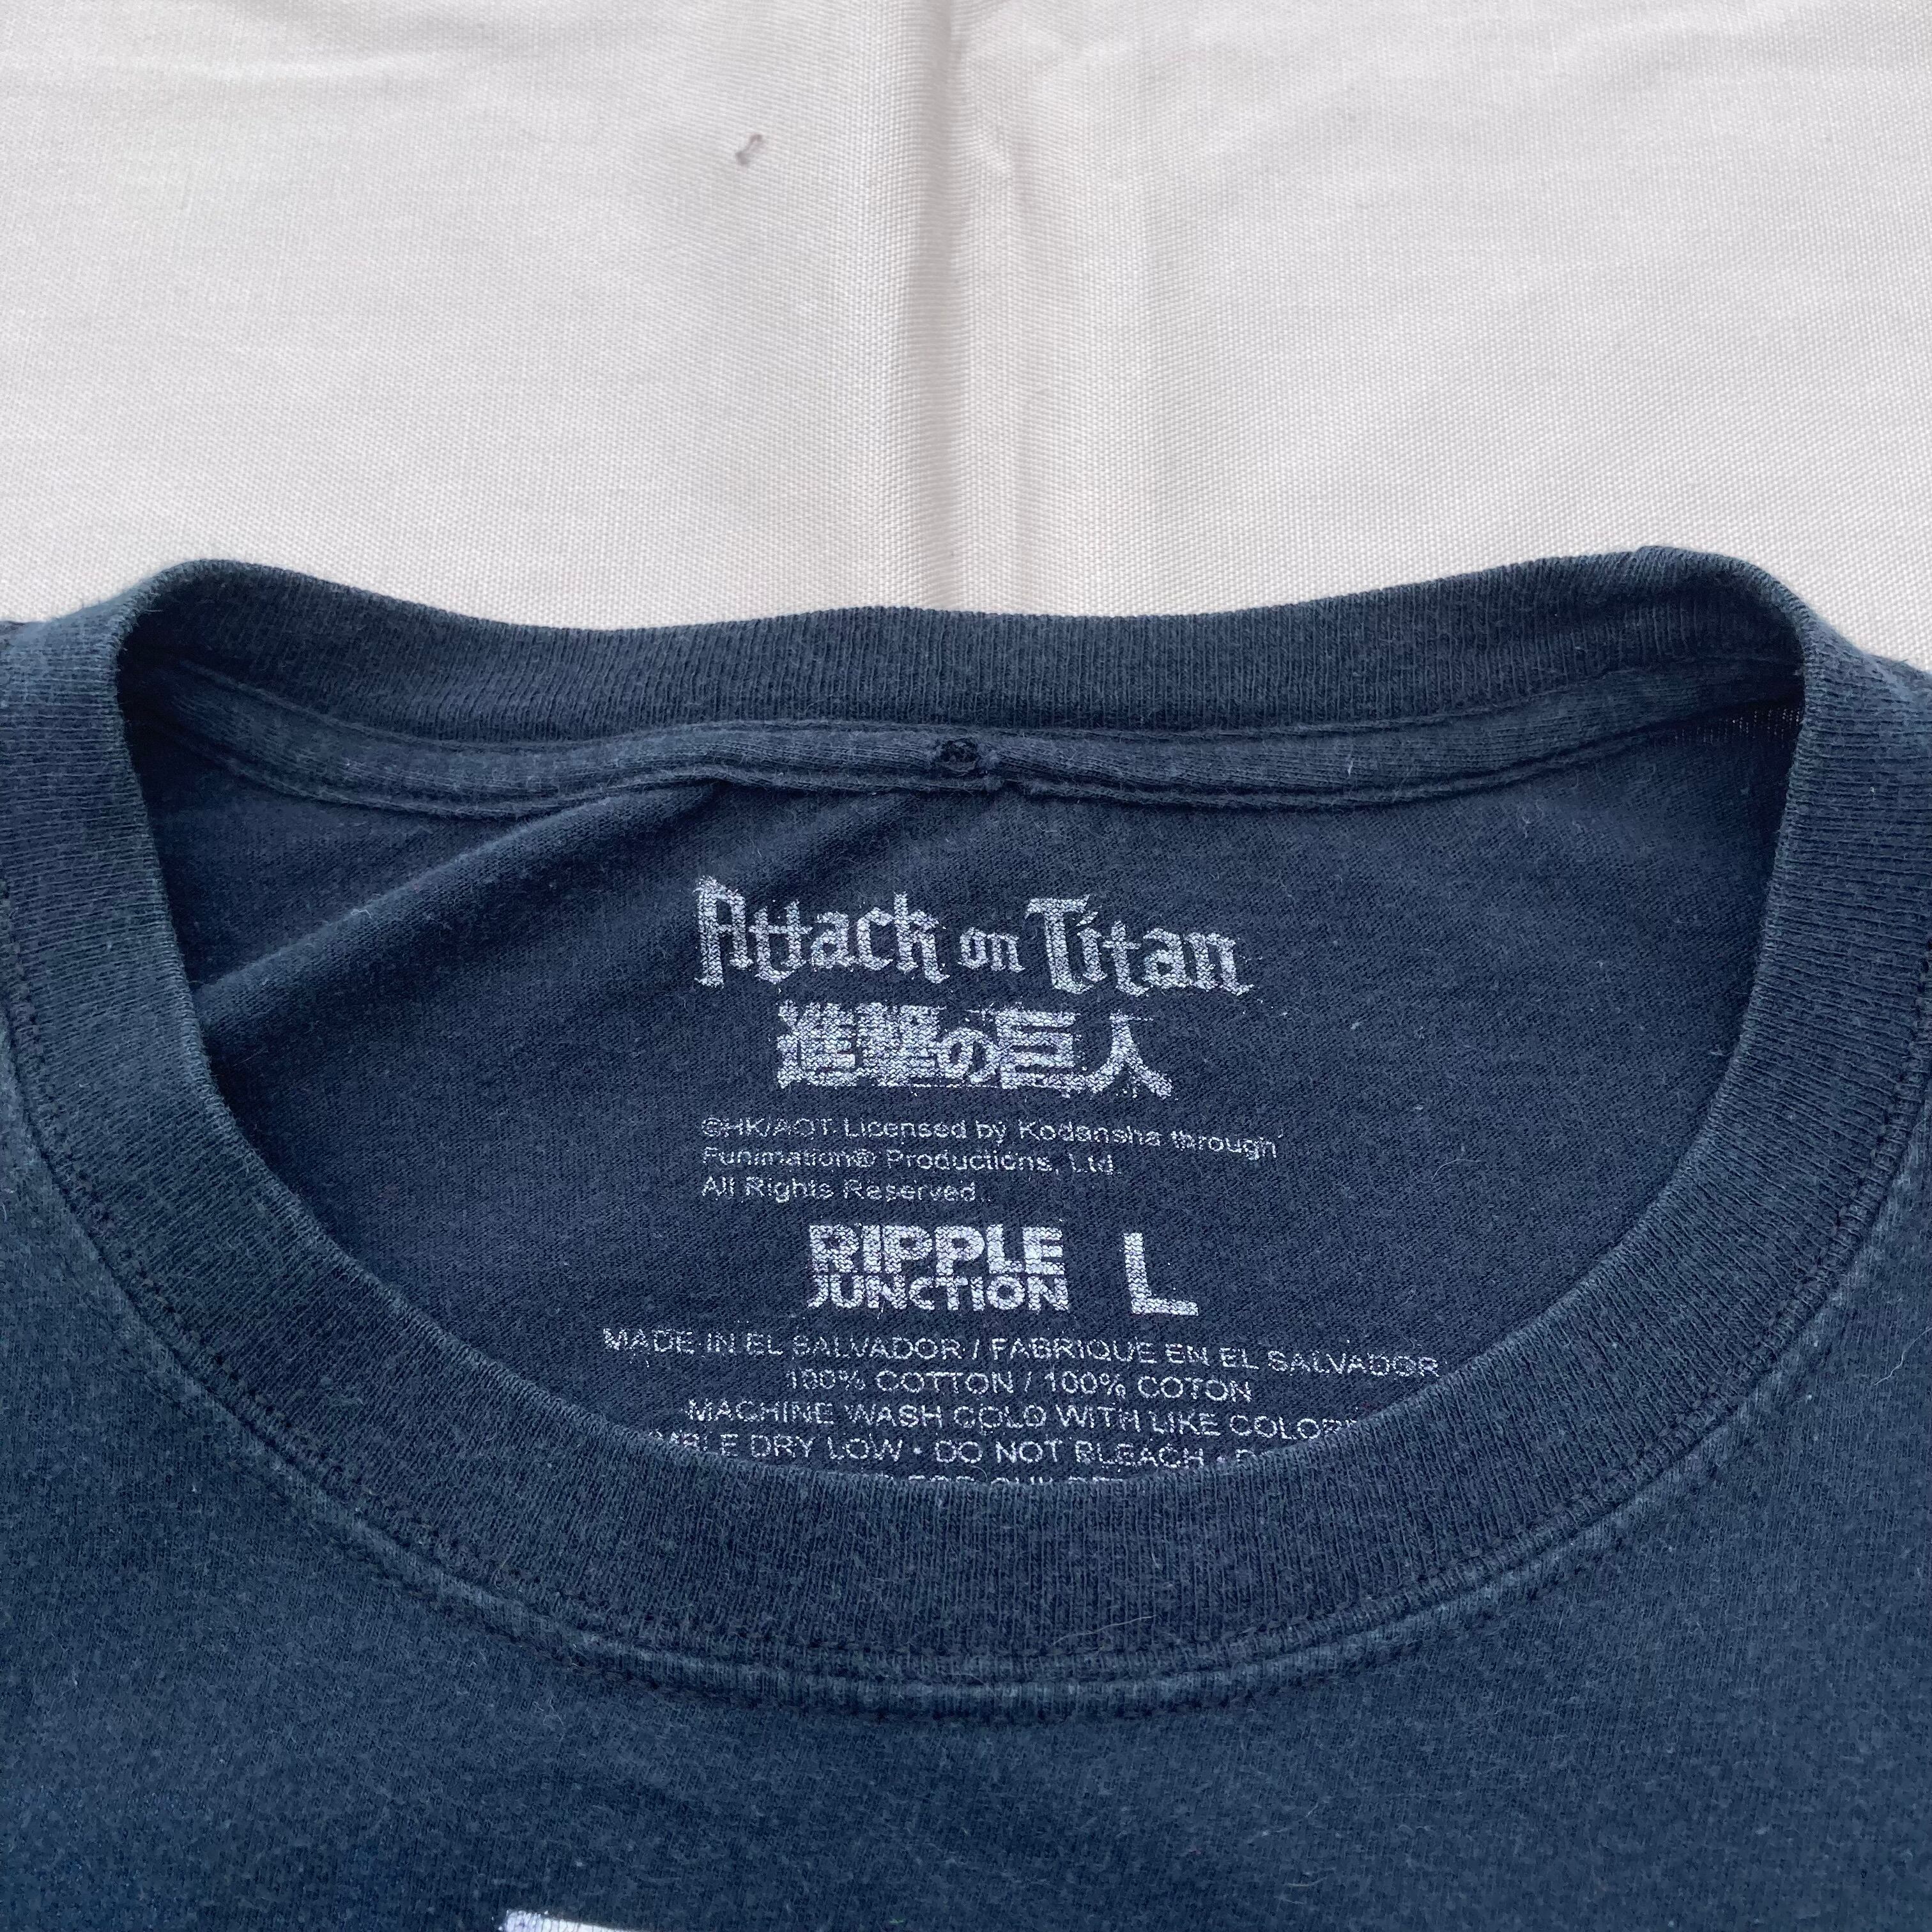 Attack on Titan
進撃の巨人
©HK/AOT Licensed by Kodansha through
Funimation® Productions, Ltd.
All Rights Reserved.
RIPPLE
JUNCTION L
MADE IN EL SALVADOR / FABRIQUE EN EL SALVADOR
100% COTTON / 100% COTON
MACHINE WASH COLD WITH LIKE COLOR
DRY LOW • DO NOT BLEACH •